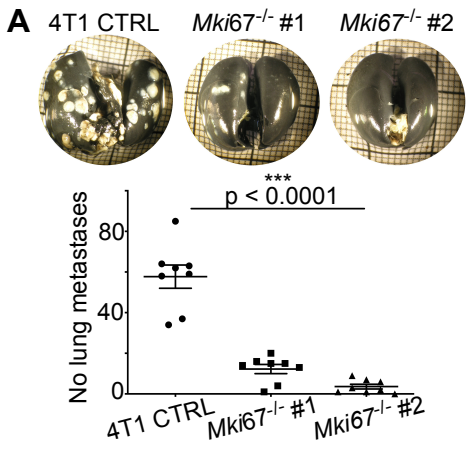 A 4T1 CTRL Mki67-/- #1 Mki67-/- #2
***
p < 0.0001
No lung metastases
80
40
0
4T1 CTRL Mki67-/- #1 Mki67-/- #2